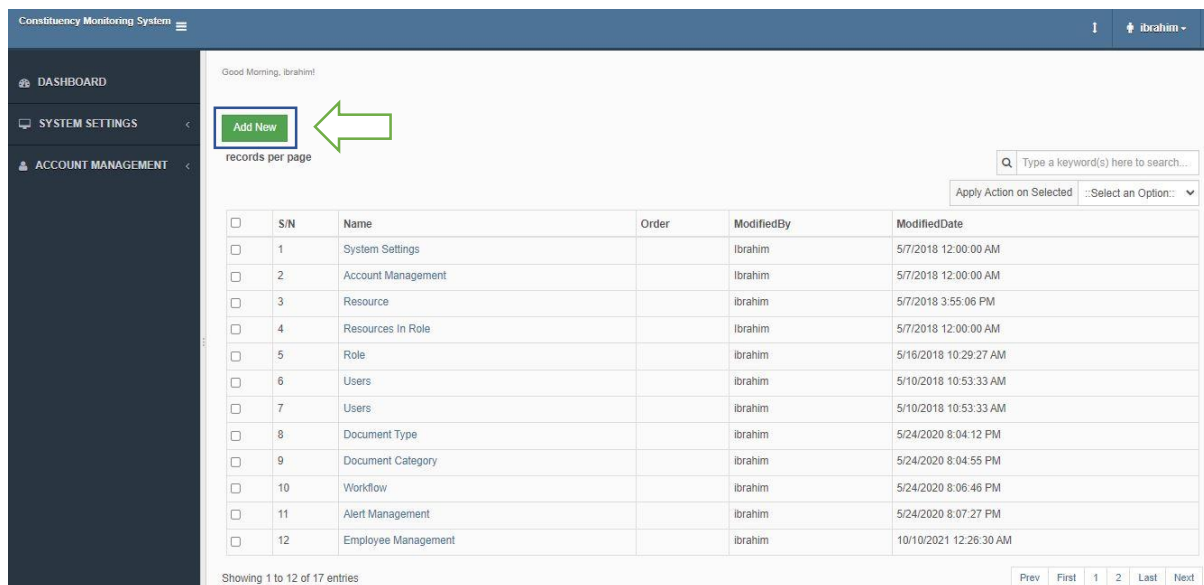 Constituency Monitoring System
ibrahim
DASHBOARD
SYSTEM SETTINGS
ACCOUNT MANAGEMENT
Good Morning, ibrahim!
Add New
records per page
Type a keyword(s) here to search...
Apply Action on Selected ::Select an Option::
S/N Name Order ModifiedBy ModifiedDate
1 System Settings Ibrahim 5/7/2018 12:00:00 AM
2 Account Management Ibrahim 5/7/2018 12:00:00 AM
3 Resource ibrahim 5/7/2018 3:55:06 PM
4 Resources In Role Ibrahim 5/7/2018 12:00:00 AM
5 Role ibrahim 5/16/2018 10:29:27 AM
6 Users ibrahim 5/10/2018 10:53:33 AM
7 Users ibrahim 5/10/2018 10:53:33 AM
8 Document Type ibrahim 5/24/2020 8:04:12 PM
9 Document Category ibrahim 5/24/2020 8:04:55 PM
10 Workflow ibrahim 5/24/2020 8:06:46 PM
11 Alert Management ibrahim 5/24/2020 8:07:27 PM
12 Employee Management ibrahim 10/10/2021 12:26:30 AM
Showing 1 to 12 of 17 entries
Prev First 1 2 Last Next